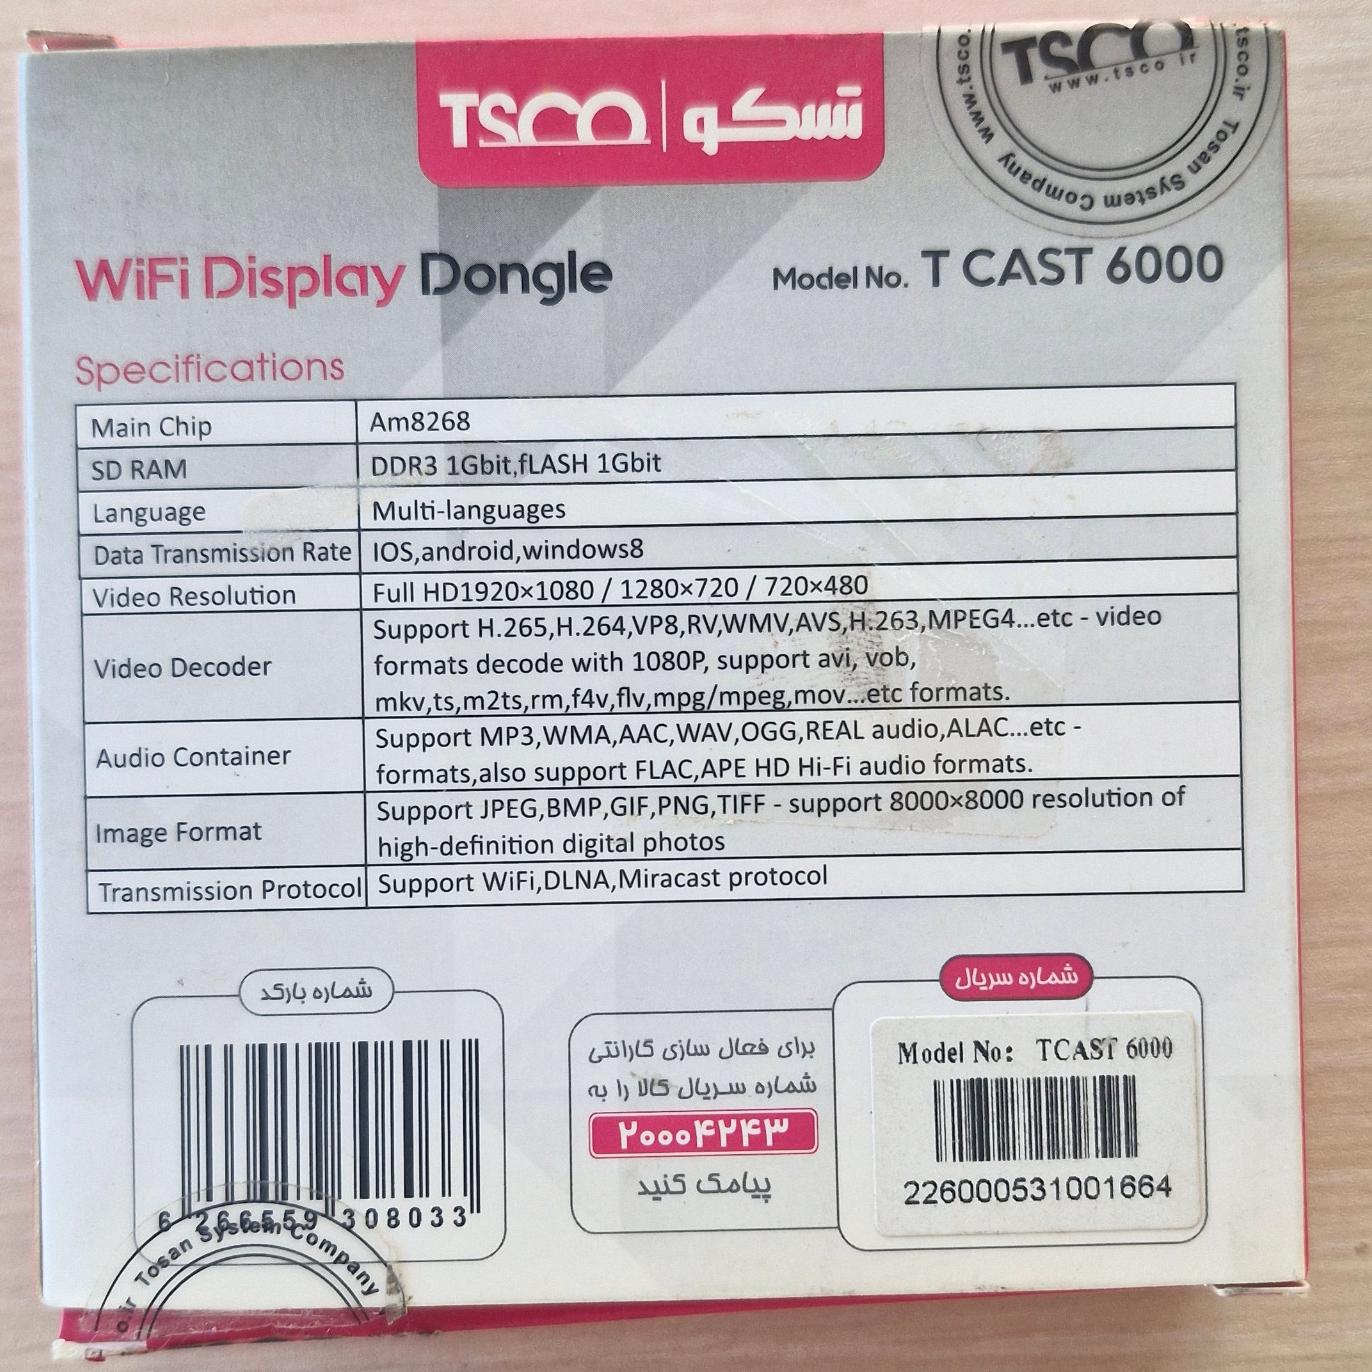 TSCO | تسکو
TSCO
www.tsco.ir
www.tsco.
Tosan System Company
tsco.ir
WiFi Display Dongle
Model No. T CAST 6000
Specifications
Main Chip Am8268
SD RAM DDR3 1Gbit,fLASH 1Gbit
Language Multi-languages
Data Transmission Rate IOS,android,windows8
Video Resolution Full HD1920×1080 / 1280×720 / 720×480
Video Decoder Support H.265,H.264,VP8,RV,WMV,AVS,H.263,MPEG4...etc - video
formats decode with 1080P, support avi, vob,
mkv,ts,m2ts,rm,f4v,flv,mpg/mpeg,mov...etc formats.
Audio Container Support MP3,WMA,AAC,WAV,OGG,REAL audio,ALAC...etc -
formats,also support FLAC,APE HD Hi-Fi audio formats.
Image Format Support JPEG,BMP,GIF,PNG,TIFF - support 8000×8000 resolution of
high-definition digital photos
Transmission Protocol Support WiFi,DLNA,Miracast protocol
شماره بارکد
6 266559 308033
Tosan System Company
برای فعال سازی گارانتی
شماره سریال کالا را به
۲۰۰۰۴۲۴۳
پیامک کنید
شماره سریال
Model No: TCAST 6000
226000531001664